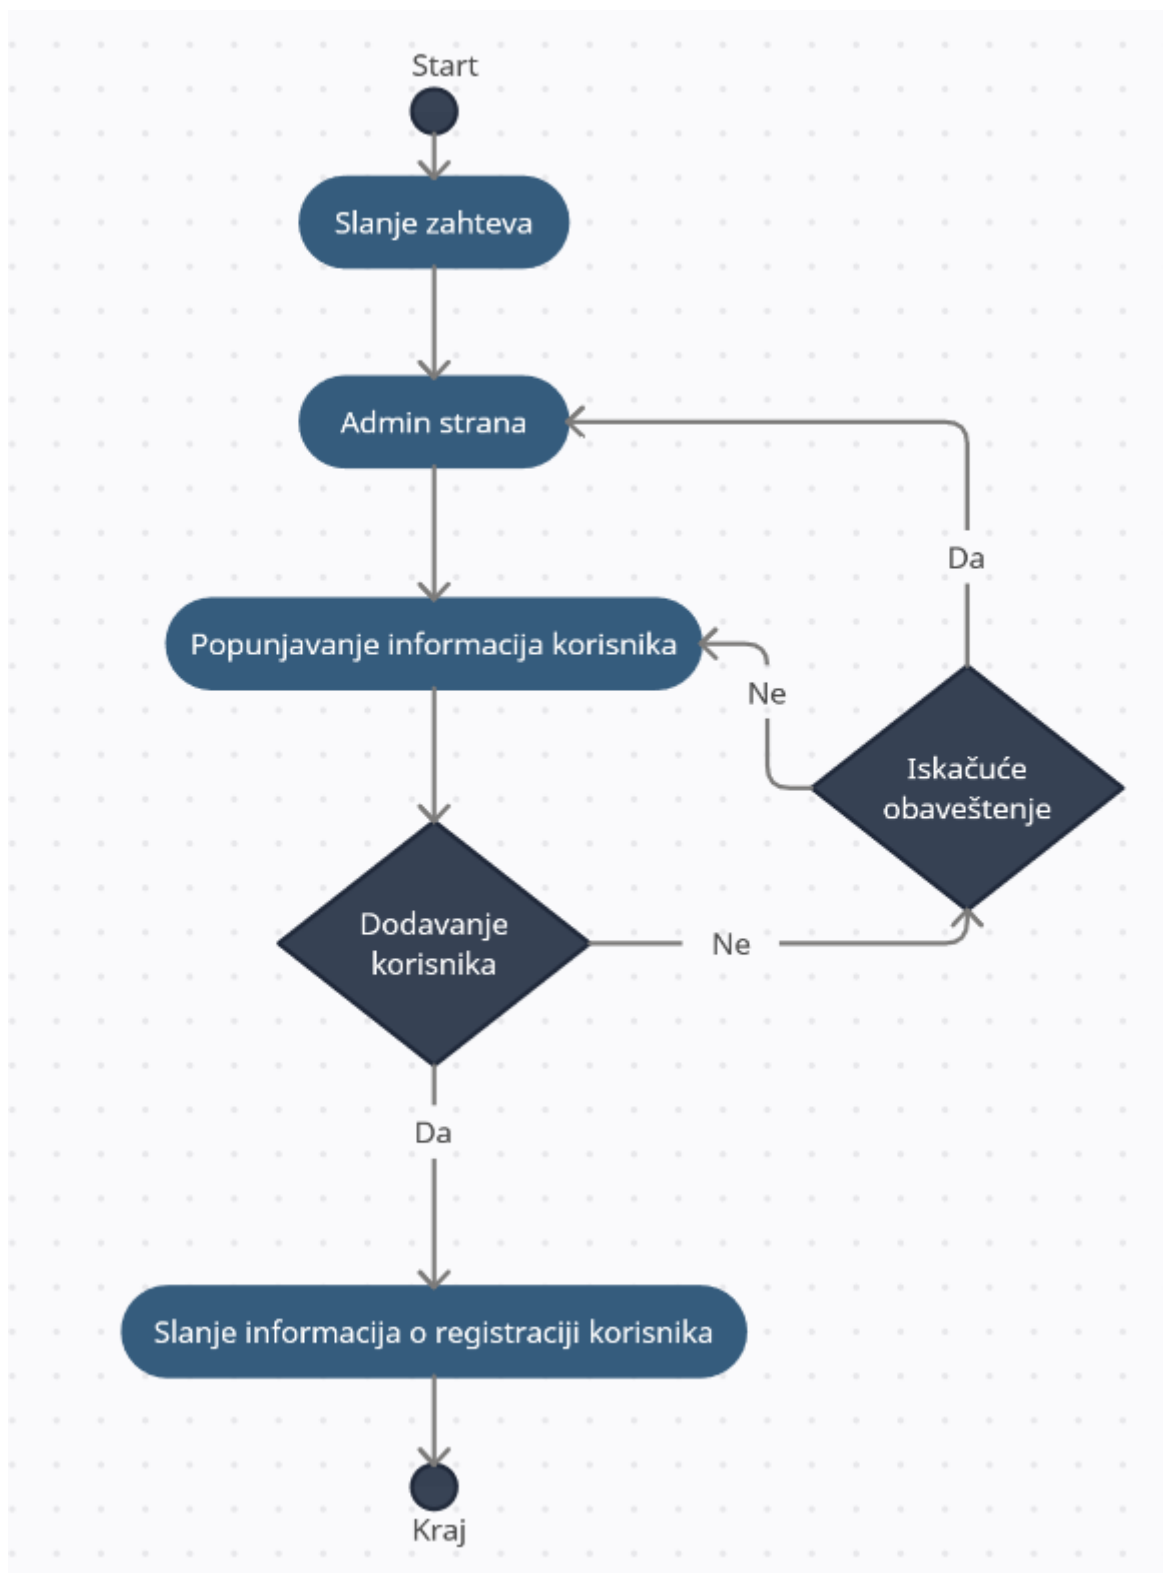 Start
Slanje zahteva
Admin strana
Da
Popunjavanje informacija korisnika
Ne
Iskačuće
obaveštenje
Dodavanje
korisnika
Ne
Da
Slanje informacija o registraciji korisnika
Kraj